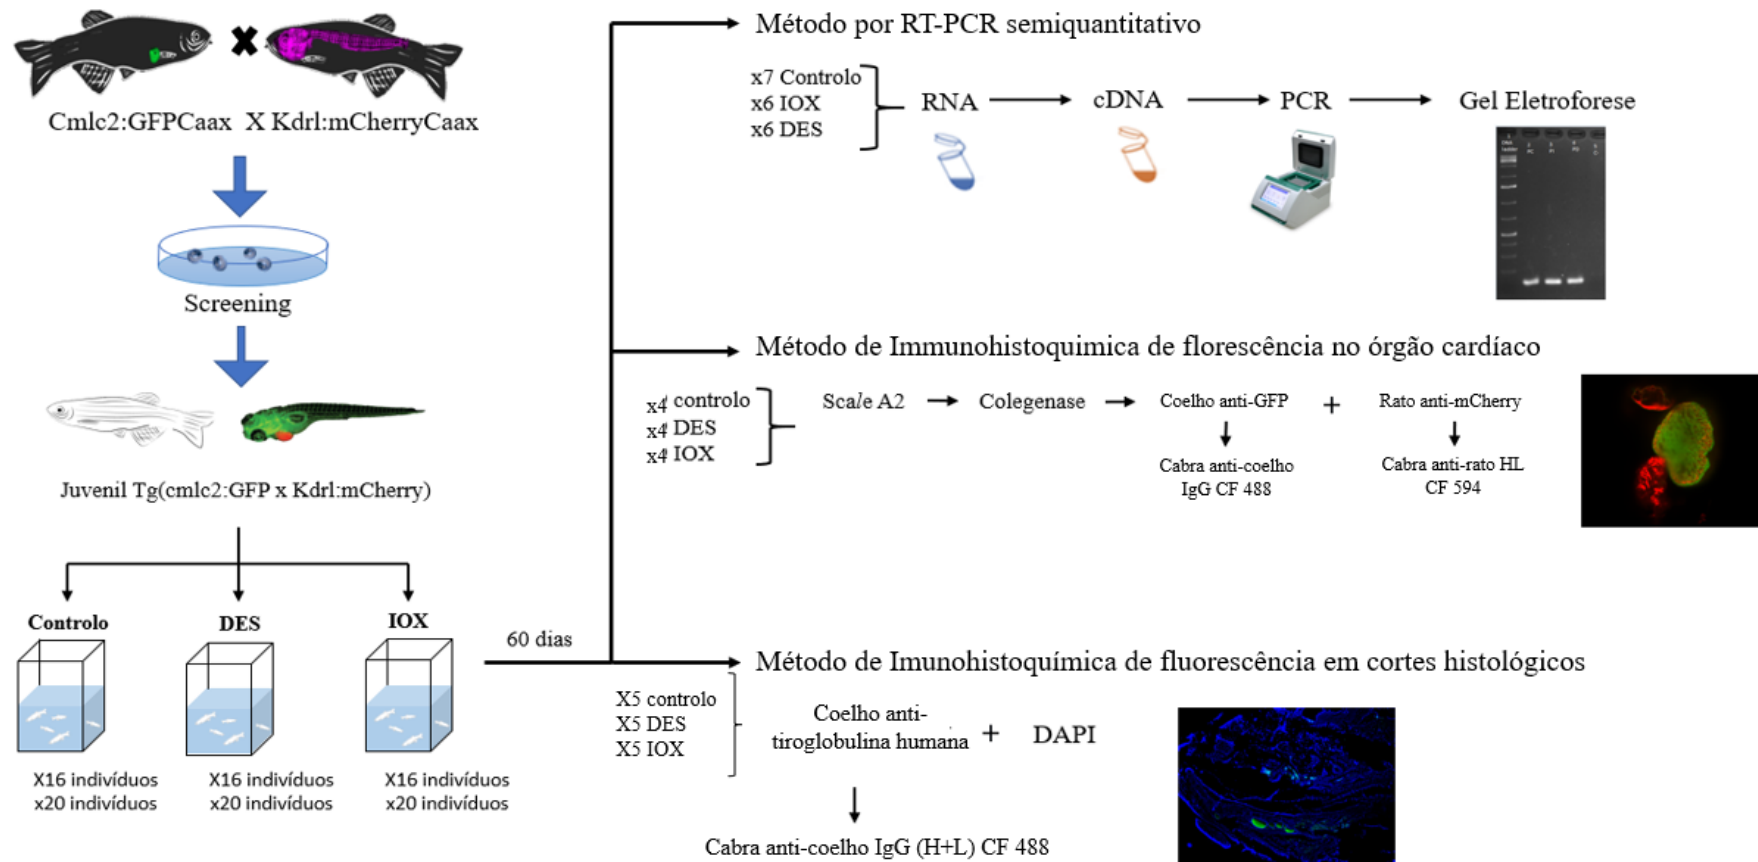 Cmlc2:GFPCaax X Kdrl:mCherryCaax
Screening
Juvenil Tg(cmlc2:GFP x Kdrl:mCherry)
Controlo
DES
IOX
X16 indivíduos
x20 indivíduos
X16 indivíduos
x20 indivíduos
X16 indivíduos
x20 indivíduos
60 dias
Método por RT-PCR semiquantitativo
x7 Controlo
x6 IOX
x6 DES
RNA
cDNA
PCR
Gel Eletroforese
Método de Immunohistoquimica de florescência no órgão cardíaco
x4 controlo
x4 DES
x4 IOX
Scale A2
Colegenase
Coelho anti-GFP
+
Rato anti-mCherry
Cabra anti-coelho
IgG CF 488
Cabra anti-rato HL
CF 594
Método de Imunohistoquímica de fluorescência em cortes histológicos
X5 controlo
X5 DES
X5 IOX
Coelho anti-
tiroglobulina humana
+
DAPI
Cabra anti-coelho IgG (H+L) CF 488